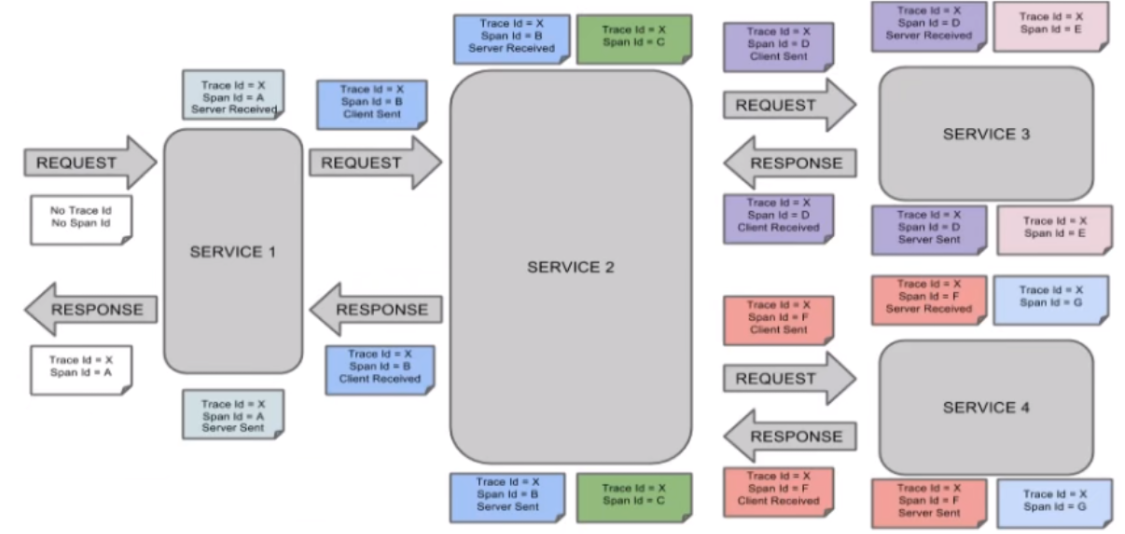 Trace Id = X
Span Id = A
Server Received
REQUEST
No Trace Id
No Span Id
SERVICE 1
RESPONSE
Trace Id = X
Span Id = A
Trace Id = X
Span Id = A
Server Sent
Trace Id = X
Span Id = B
Client Sent
REQUEST
RESPONSE
Trace Id = X
Span Id = B
Client Received
Trace Id = X
Span Id = B
Server Received
Trace Id = X
Span Id = C
SERVICE 2
Trace Id = X
Span Id = B
Server Sent
Trace Id = X
Span Id = C
Trace Id = X
Span Id = D
Client Sent
REQUEST
RESPONSE
Trace Id = X
Span Id = D
Client Received
Trace Id = X
Span Id = D
Server Received
Trace Id = X
Span Id = E
SERVICE 3
Trace Id = X
Span Id = D
Server Sent
Trace Id = X
Span Id = E
Trace Id = X
Span Id = F
Client Sent
REQUEST
RESPONSE
Trace Id = X
Span Id = F
Client Received
Trace Id = X
Span Id = F
Server Received
Trace Id = X
Span Id = G
SERVICE 4
Trace Id = X
Span Id = F
Server Sent
Trace Id = X
Span Id = G